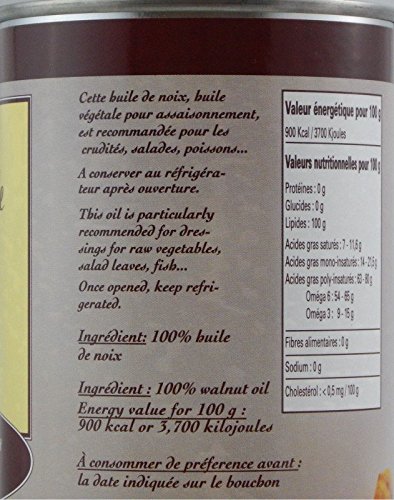 Cette huile de noix, huile
végétale pour assaisonnement,
est recommandée pour les
crudités, salades, poissons...
A conserver au réfrigéra-
teur après ouverture.
This oil is particularly
recommended for dres-
sings for raw vegetables,
salad leaves, fish...
Once opened, keep refri-
gerated.
Ingrédient: 100% huile
de noix
Ingrédient : 100% walnut oil
Energy value for 100 g :
900 kcal or 3,700 kilojoules
À consommer de préference avant :
la date indiquée sur le bouchon
Valeur énergétique pour 100 g
900 Kcal / 3700 Kjoules
Valeurs nutritionnelles pour 100 g
Protéines : 0 g
Glucides : 0 g
Lipides : 100 g
Acides gras saturés : 7 - 11,6 g
Acides gras mono-insaturés : 14 - 21,5 g
Acides gras poly-insaturés : 63 - 80 g
Oméga 6 : 54 - 65 g
Oméga 3 : 9 - 15 g
Fibres alimentaires : 0 g
Sodium : 0 g
Cholestérol : < 0,5 mg / 100 g